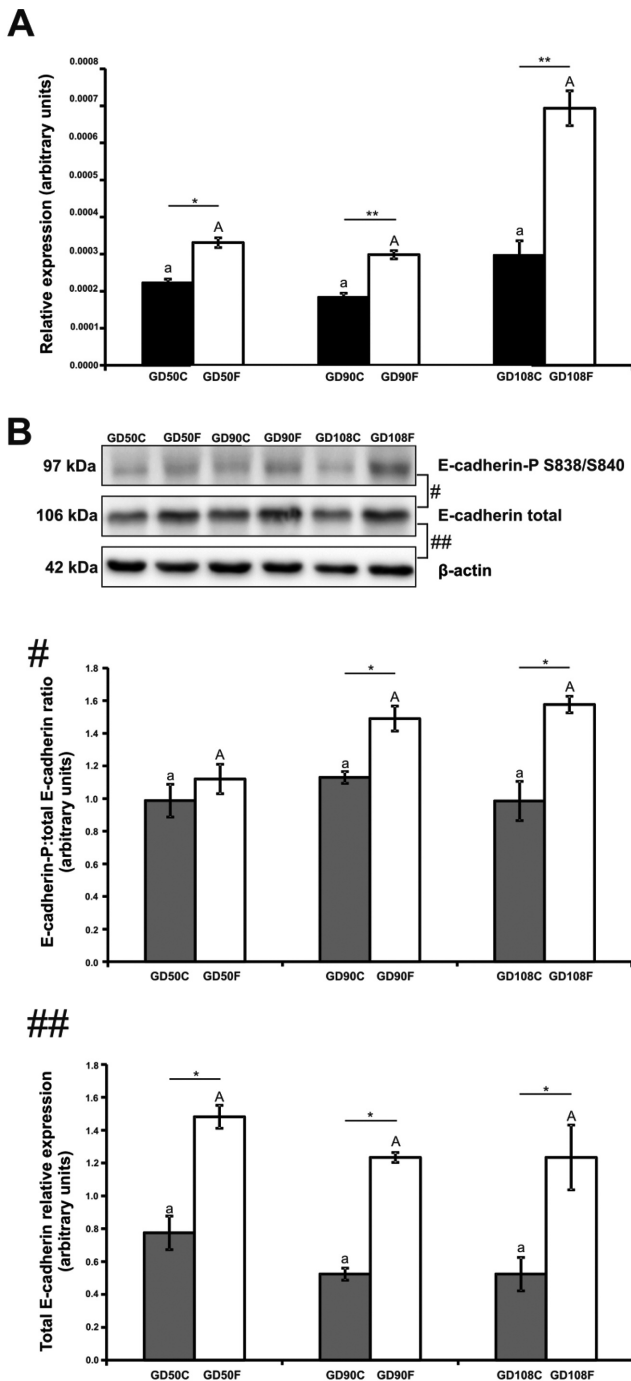 A
Relative expression (arbitrary units)
0.0008
0.0007
0.0006
0.0005
0.0004
0.0003
0.0002
0.0001
0.0000
* ** **
a A a A a A
GD50C GD50F GD90C GD90F GD108C GD108F
B
GD50C GD50F GD90C GD90F GD108C GD108F
97 kDa E-cadherin-P S838/S840
#
106 kDa E-cadherin total
##
42 kDa β-actin
#
E-cadherin-P:total E-cadherin ratio
(arbitrary units)
1.8
1.6
1.4
1.2
1.0
0.8
0.6
0.4
0.2
0.0
* *
a A a A a A
GD50C GD50F GD90C GD90F GD108C GD108F
##
Total E-cadherin relative expression
(arbitrary units)
1.8
1.6
1.4
1.2
1.0
0.8
0.6
0.4
0.2
0.0
* * *
a A a A a A
GD50C GD50F GD90C GD90F GD108C GD108F